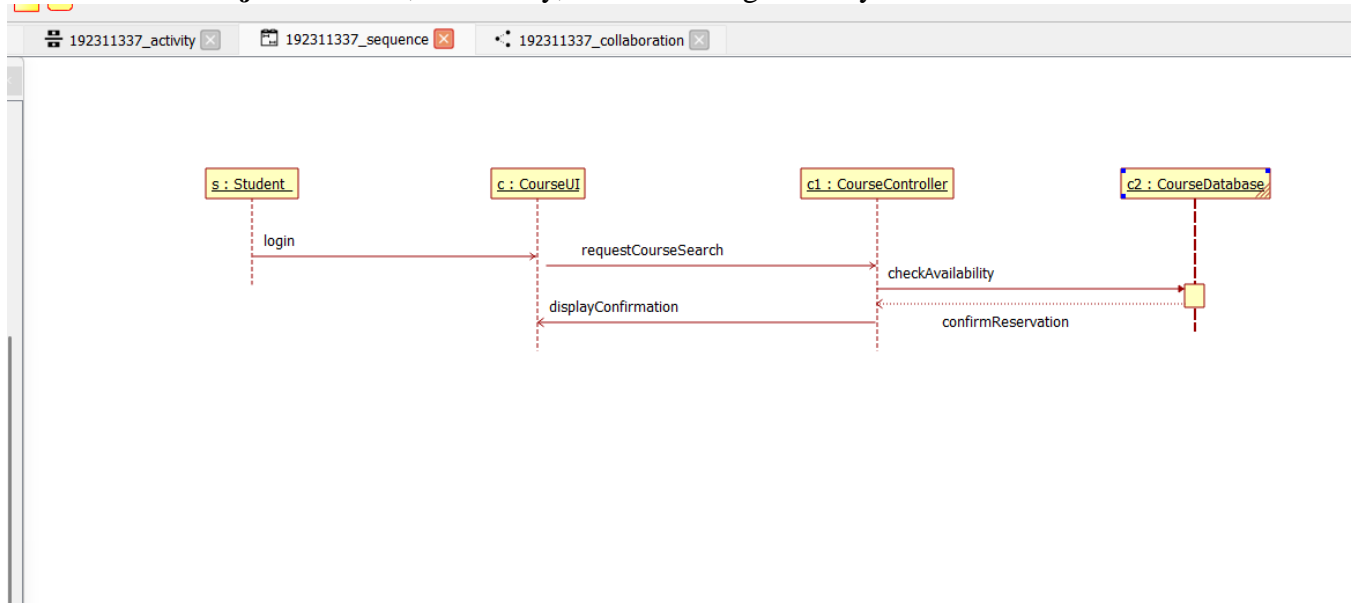 192311337_activity
192311337_sequence
192311337_collaboration
s : Student
c : CourseUI
c1 : CourseController
c2 : CourseDatabase
login
requestCourseSearch
checkAvailability
displayConfirmation
confirmReservation